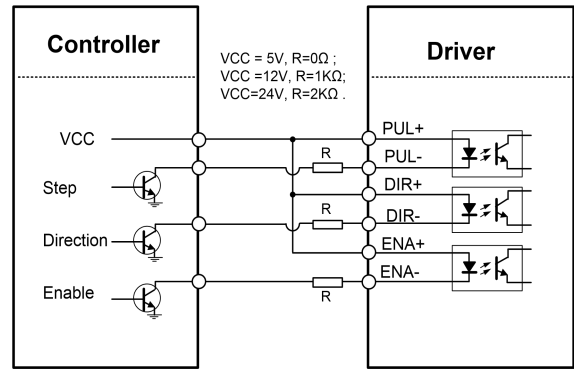 Controller
Driver
VCC = 5V, R=0Ω ;
VCC =12V, R=1KΩ;
VCC=24V, R=2KΩ .
VCC
PUL+
R
PUL-
Step
DIR+
R
DIR-
Direction
ENA+
ENA-
Enable
R